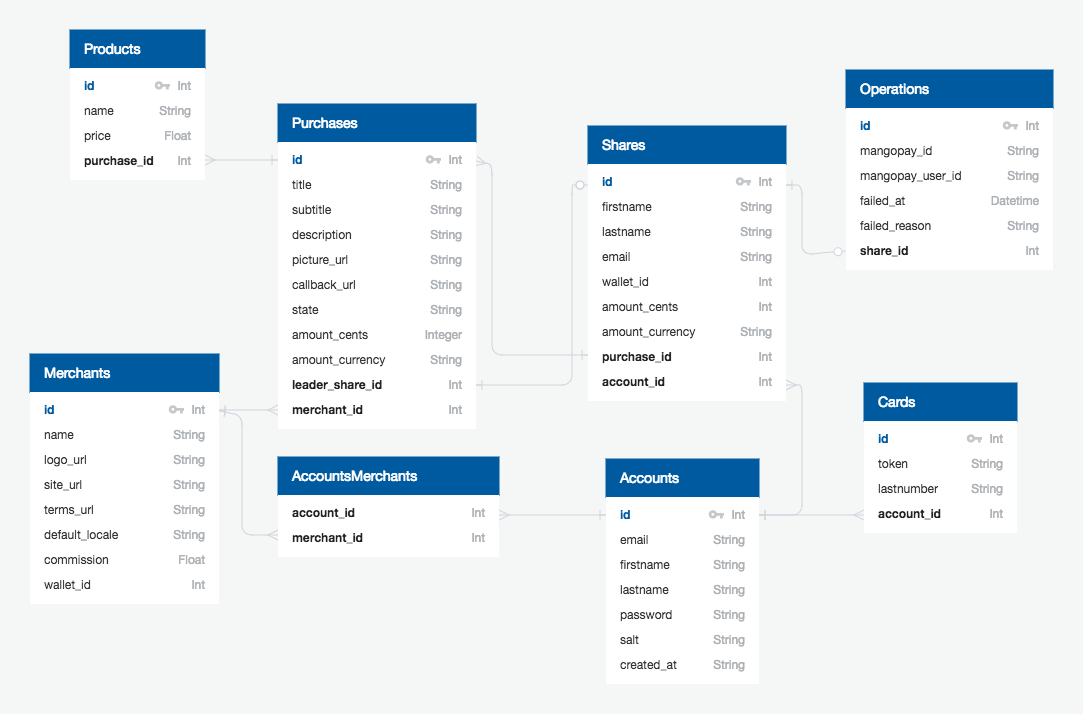 Products
id Int
name String
price Float
purchase_id Int
Purchases
id Int
title String
subtitle String
description String
picture_url String
callback_url String
state String
amount_cents Integer
amount_currency String
leader_share_id Int
merchant_id Int
Shares
id Int
firstname String
lastname String
email String
wallet_id Int
amount_cents Int
amount_currency String
purchase_id Int
account_id Int
Operations
id Int
mangopay_id String
mangopay_user_id String
failed_at Datetime
failed_reason String
share_id Int
Merchants
id Int
name String
logo_url String
site_url String
terms_url String
default_locale String
commission Float
wallet_id Int
AccountsMerchants
account_id Int
merchant_id Int
Accounts
id Int
email String
firstname String
lastname String
password String
salt String
created_at String
Cards
id Int
token String
lastnumber String
account_id Int